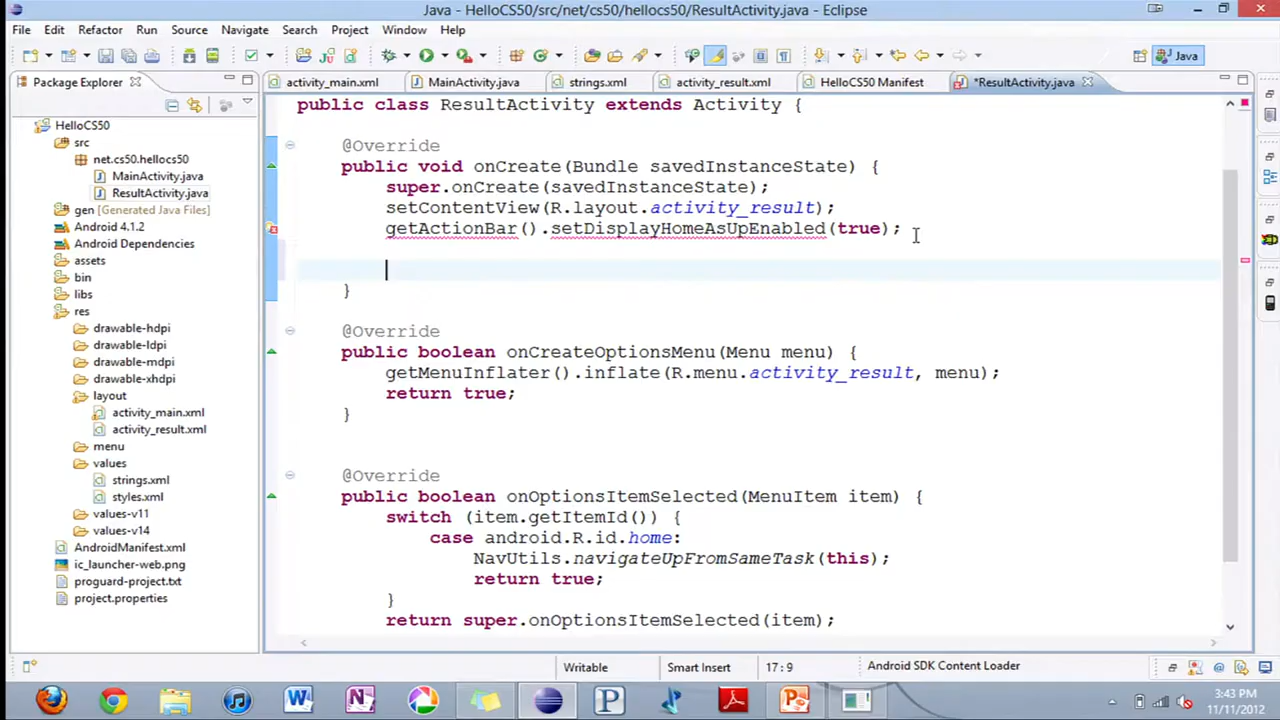 Java - HelloCS50/src/net/cs50/hellocs50/ResultActivity.java - Eclipse
File Edit Refactor Run Source Navigate Search Project Window Help
Java
Package Explorer
activity_main.xml MainActivity.java strings.xml activity_result.xml HelloCS50 Manifest *ResultActivity.java
HelloCS50
src
net.cs50.hellocs50
MainActivity.java
ResultActivity.java
gen [Generated Java Files]
Android 4.1.2
Android Dependencies
assets
bin
libs
res
drawable-hdpi
drawable-ldpi
drawable-mdpi
drawable-xhdpi
layout
activity_main.xml
activity_result.xml
menu
values
strings.xml
styles.xml
values-v11
values-v14
AndroidManifest.xml
ic_launcher-web.png
proguard-project.txt
project.properties
public class ResultActivity extends Activity {
@Override
public void onCreate(Bundle savedInstanceState) {
super.onCreate(savedInstanceState);
setContentView(R.layout.activity_result);
getActionBar().setDisplayHomeAsUpEnabled(true);
}
@Override
public boolean onCreateOptionsMenu(Menu menu) {
getMenuInflater().inflate(R.menu.activity_result, menu);
return true;
}
@Override
public boolean onOptionsItemSelected(MenuItem item) {
switch (item.getItemId()) {
case android.R.id.home:
NavUtils.navigateUpFromSameTask(this);
return true;
}
return super.onOptionsItemSelected(item);
Writable Smart Insert 17 : 9 Android SDK Content Loader
3:43 PM
11/11/2012